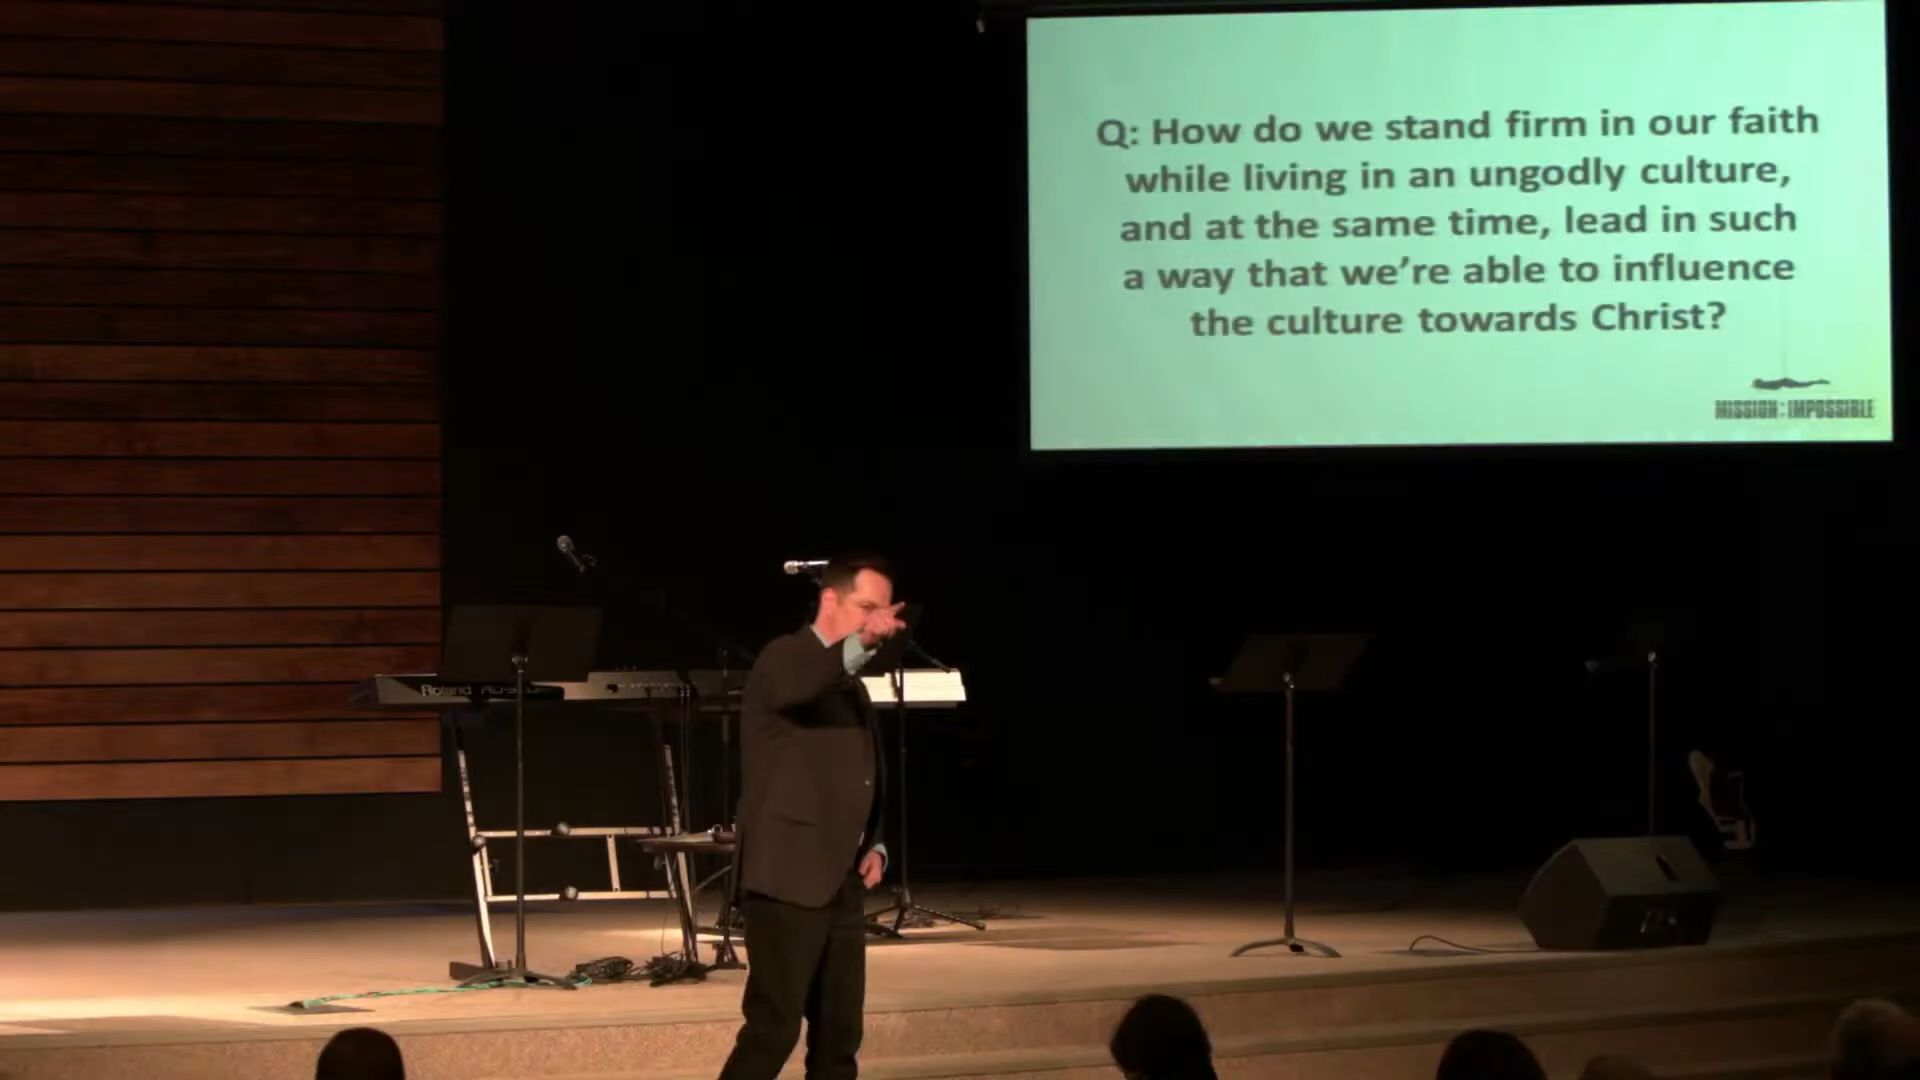 Q: How do we stand firm in our faith
while living in an ungodly culture,
and at the same time, lead in such
a way that we’re able to influence
the culture towards Christ?
MISSION: IMPOSSIBLE
Roland